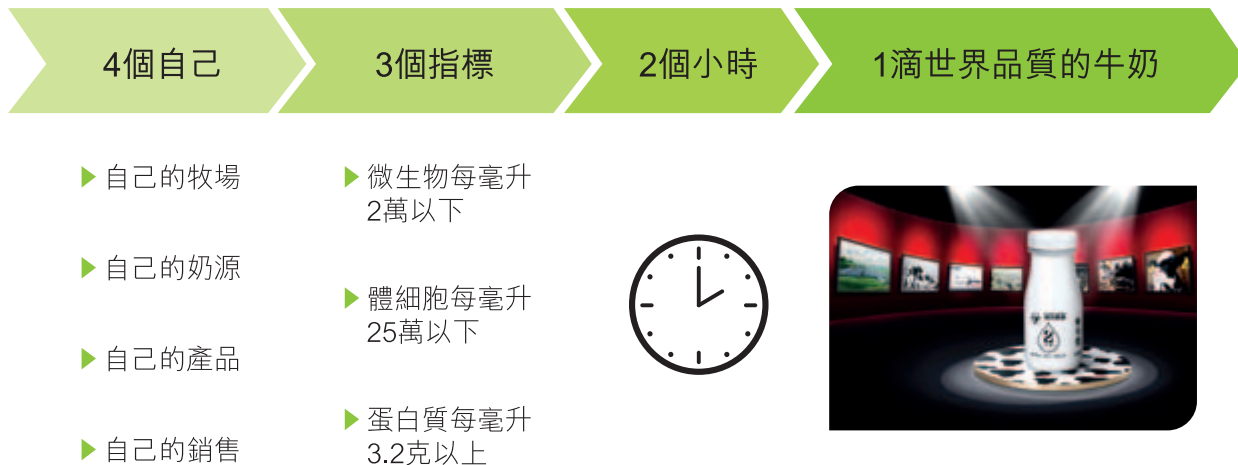 4個自己
3個指標
2個小時
1滴世界品質的牛奶
自己的牧場
自己的奶源
自己的產品
自己的銷售
微生物每毫升
2萬以下
體細胞每毫升
25萬以下
蛋白質每毫升
3.2克以上